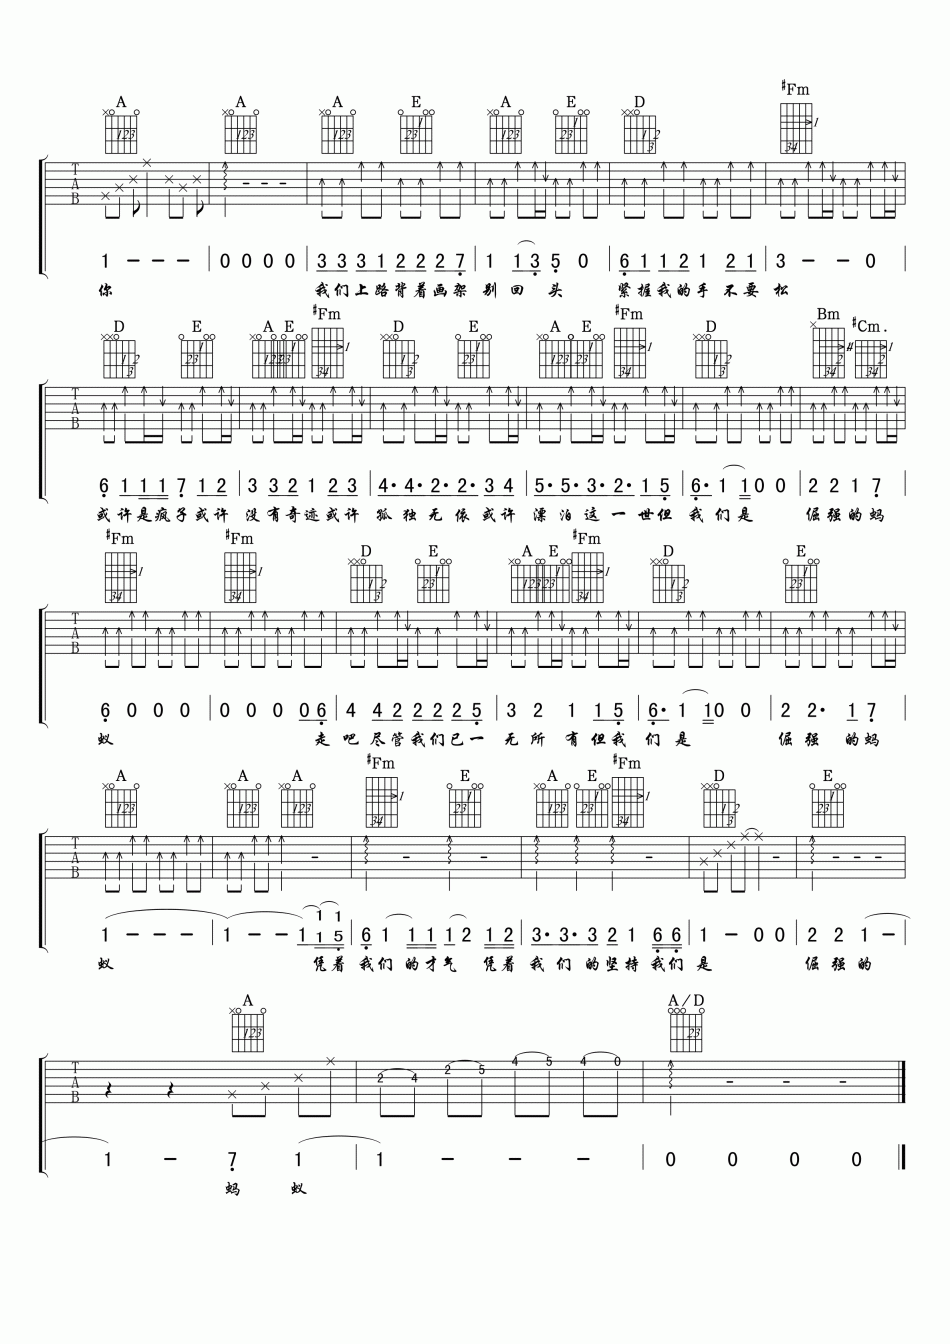 A A A E A E D #Fm
1 - - - 0 0 0 0 3 3 3 1 2 2 2 7 1 1 3 5 0 6 1 1 2 1 2 1 3 - - 0
你 我们上路背着画架 别 回 头 紧握我的手不要 松
D E A E #Fm D E A E #Fm D Bm #Cm.
6 1 1 1 7 1 2 3 3 2 1 2 3 4· 4· 2· 2· 3 4 5· 5· 3· 2· 1 5 6· 1 1 0 0 2 2 1 7
或许是疯子或许 没有奇迹或许 孤独无依或许 漂泊这一世但 我们是 倔强的蚂
#Fm #Fm D E A E #Fm D E
6 0 0 0 0 0 0 0 6 4 4 2 2 2 2 5 3 2 1 1 5 6· 1 1 0 0 2 2· 1 7
蚁 走 吧 尽管我们已一 无所 有但我 们是 倔强 的蚂
A A A #Fm E A E #Fm D E
1 1
1 - - - 1 - - 1 1 5 6 1 1 1 1 2 1 2 3· 3· 3 2 1 6 6 1 - 0 0 2 2 1 -
蚁 凭着 我们 的才气 凭着 我们 的坚持 我们 是 倔强的
A A/D
2 4 2 5 4 5 4 0
1 - 7 1 1 - - - 0 0 0 0
蚂 蚁